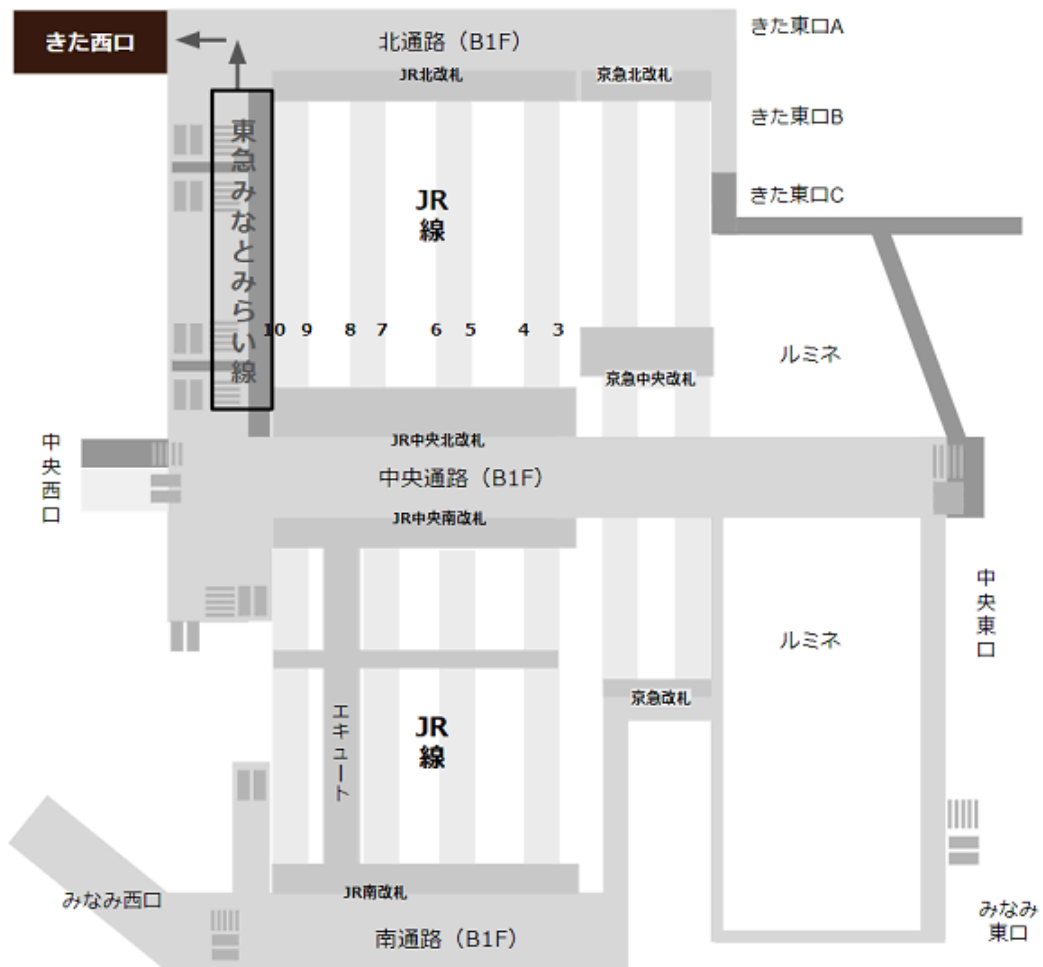 きた西口
北通路（B1F）
きた東口A
JR北改札
京急北改札
きた東口B
東急みなとみらい線
JR
線
きた東口C
10 9 8 7 6 5 4 3
ルミネ
京急中央改札
JR中央北改札
中央西口
中央通路（B1F）
JR中央南改札
中央東口
ルミネ
京急改札
エキュート
JR
線
JR南改札
みなみ西口
みなみ
東口
南通路（B1F）